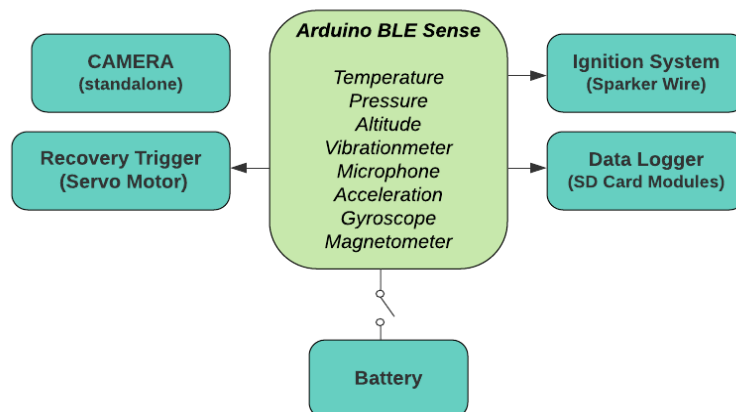 Arduino BLE Sense
CAMERA
(standalone)
Temperature
Pressure
Altitude
Vibrationmeter
Microphone
Acceleration
Gyroscope
Magnetometer
Ignition System
(Sparker Wire)
Recovery Trigger
(Servo Motor)
Data Logger
(SD Card Modules)
Battery